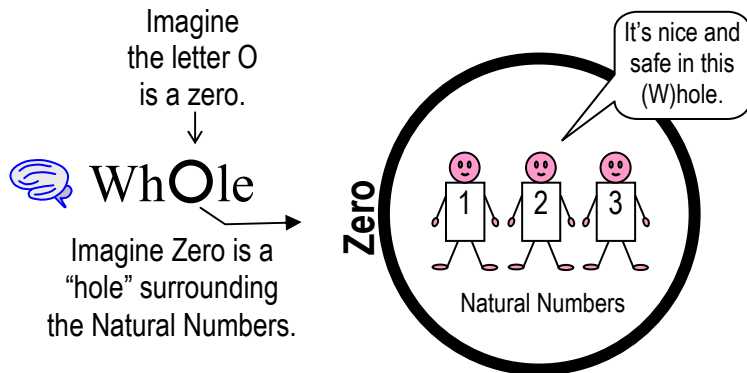 Imagine
the letter O
is a zero.
WhOle
Imagine Zero is a
“hole” surrounding
the Natural Numbers.
Zero
It’s nice and
safe in this
(W)hole.
1 2 3
Natural Numbers